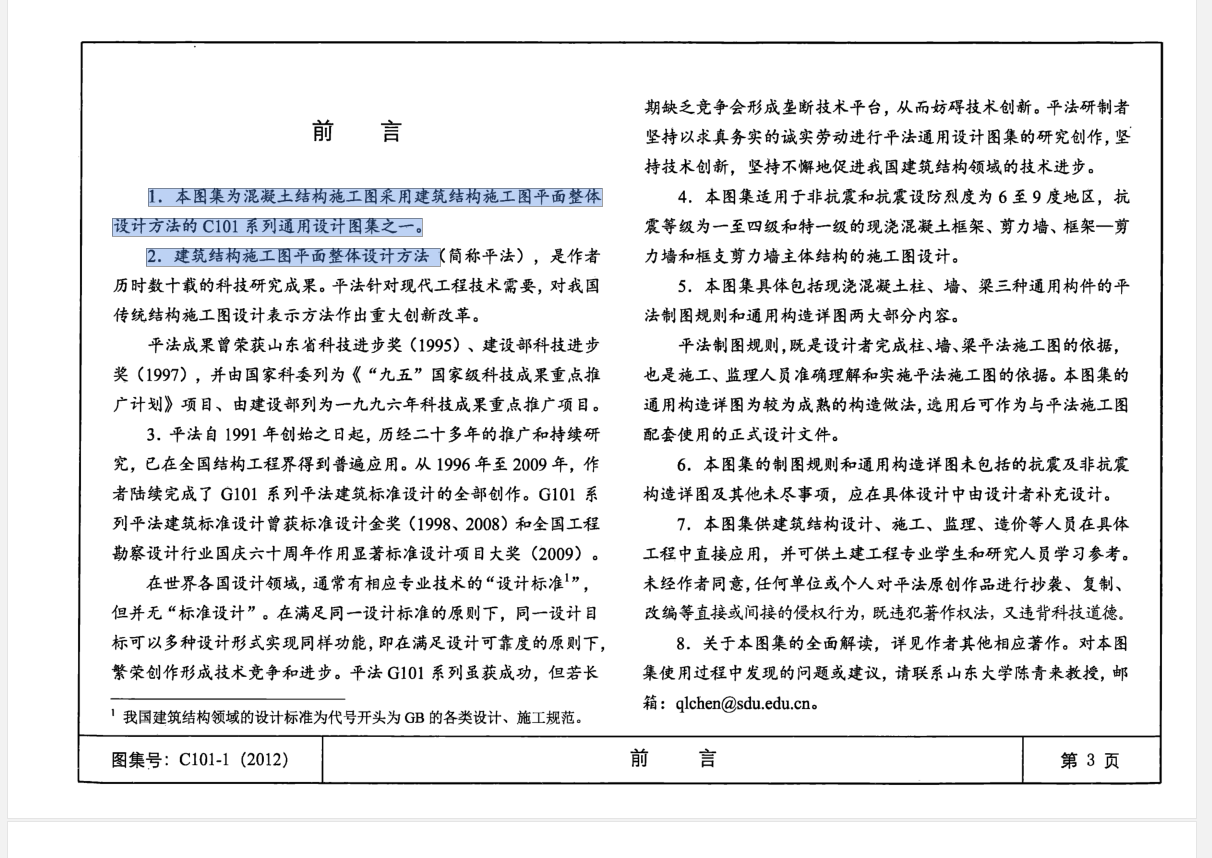 前 言
1. 本图集为混凝土结构施工图采用建筑结构施工图平面整体
设计方法的 C101 系列通用设计图集之一。
2. 建筑结构施工图平面整体设计方法（简称平法），是作者
历时数十载的科技研究成果。平法针对现代工程技术需要，对我国
传统结构施工图设计表示方法作出重大创新改革。
平法成果曾荣获山东省科技进步奖（1995）、建设部科技进步
奖（1997），并由国家科委列为《“九五”国家级科技成果重点推
广计划》项目、由建设部列为一九九六年科技成果重点推广项目。
3. 平法自 1991 年创始之日起，历经二十多年的推广和持续研
究，已在全国结构工程界得到普遍应用。从 1996 年至 2009 年，作
者陆续完成了 G101 系列平法建筑标准设计的全部创作。G101 系
列平法建筑标准设计曾获标准设计金奖（1998、2008）和全国工程
勘察设计行业国庆六十周年作用显著标准设计项目大奖（2009）。
在世界各国设计领域，通常有相应专业技术的“设计标准1”，
但并无“标准设计”。在满足同一设计标准的原则下，同一设计目
标可以多种设计形式实现同样功能，即在满足设计可靠度的原则下，
繁荣创作形成技术竞争和进步。平法 G101 系列虽获成功，但若长
1 我国建筑结构领域的设计标准为代号开头为 GB 的各类设计、施工规范。
期缺乏竞争会形成垄断技术平台，从而妨碍技术创新。平法研制者
坚持以求真务实的诚实劳动进行平法通用设计图集的研究创作，坚
持技术创新，坚持不懈地促进我国建筑结构领域的技术进步。
4. 本图集适用于非抗震和抗震设防烈度为 6 至 9 度地区，抗
震等级为一至四级和特一级的现浇混凝土框架、剪力墙、框架—剪
力墙和框支剪力墙主体结构的施工图设计。
5. 本图集具体包括现浇混凝土柱、墙、梁三种通用构件的平
法制图规则和通用构造详图两大部分内容。
平法制图规则，既是设计者完成柱、墙、梁平法施工图的依据，
也是施工、监理人员准确理解和实施平法施工图的依据。本图集的
通用构造详图为较为成熟的构造做法，选用后可作为与平法施工图
配套使用的正式设计文件。
6. 本图集的制图规则和通用构造详图未包括的抗震及非抗震
构造详图及其他未尽事项，应在具体设计中由设计者补充设计。
7. 本图集供建筑结构设计、施工、监理、造价等人员在具体
工程中直接应用，并可供土建工程专业学生和研究人员学习参考。
未经作者同意，任何单位或个人对平法原创作品进行抄袭、复制、
改编等直接或间接的侵权行为，既违犯著作权法，又违背科技道德。
8. 关于本图集的全面解读，详见作者其他相应著作。对本图
集使用过程中发现的问题或建议，请联系山东大学陈青来教授，邮
箱：qlchen@sdu.edu.cn。
图集号：C101-1（2012）
前 言
第 3 页